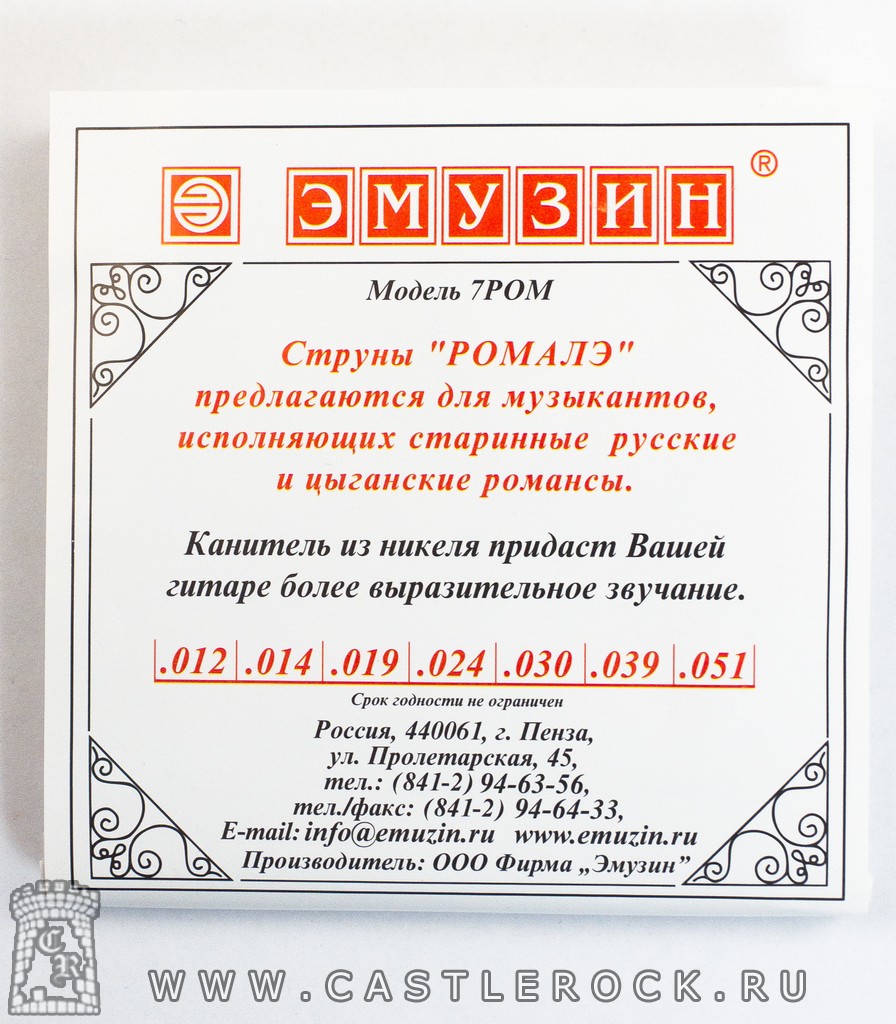 ЭМУЗИН ®
Модель 7РОМ
Струны "РОМАЛЭ"
предлагаются для музыкантов,
исполняющих старинные русские
и цыганские романсы.
Канитель из никеля придаст Вашей
гитаре более выразительное звучание.
.012 .014 .019 .024 .030 .039 .051
Срок годности не ограничен
Россия, 440061, г. Пенза,
ул. Пролетарская, 45,
тел.: (841-2) 94-63-56,
тел./факс: (841-2) 94-64-33,
E-mail: info@emuzin.ru www.emuzin.ru
Производитель: ООО Фирма „Эмузин”
CR
WWW.CASTLEROCK.RU